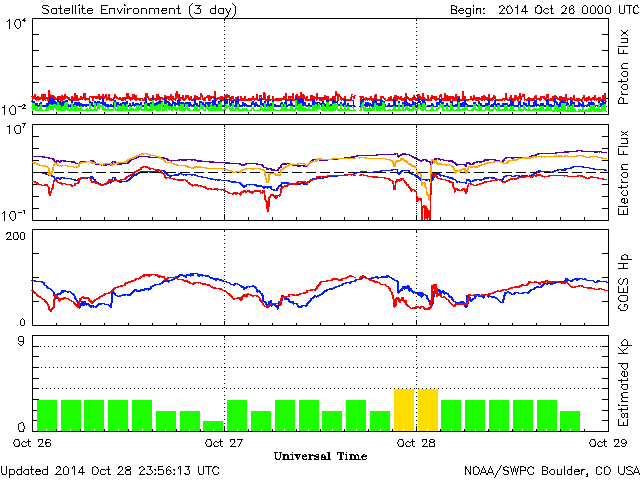 Satellite Environment (3 day) Begin: 2014 Oct 26 0000 UTC
10⁴
10⁻²
Proton Flux
10⁷
10⁻¹
Electron Flux
200
0
GOES Hp
9
0
Estimated Kp
Oct 26 Oct 27 Oct 28 Oct 29
Universal Time
Updated 2014 Oct 28 23:56:13 UTC NOAA/SWPC Boulder, CO USA